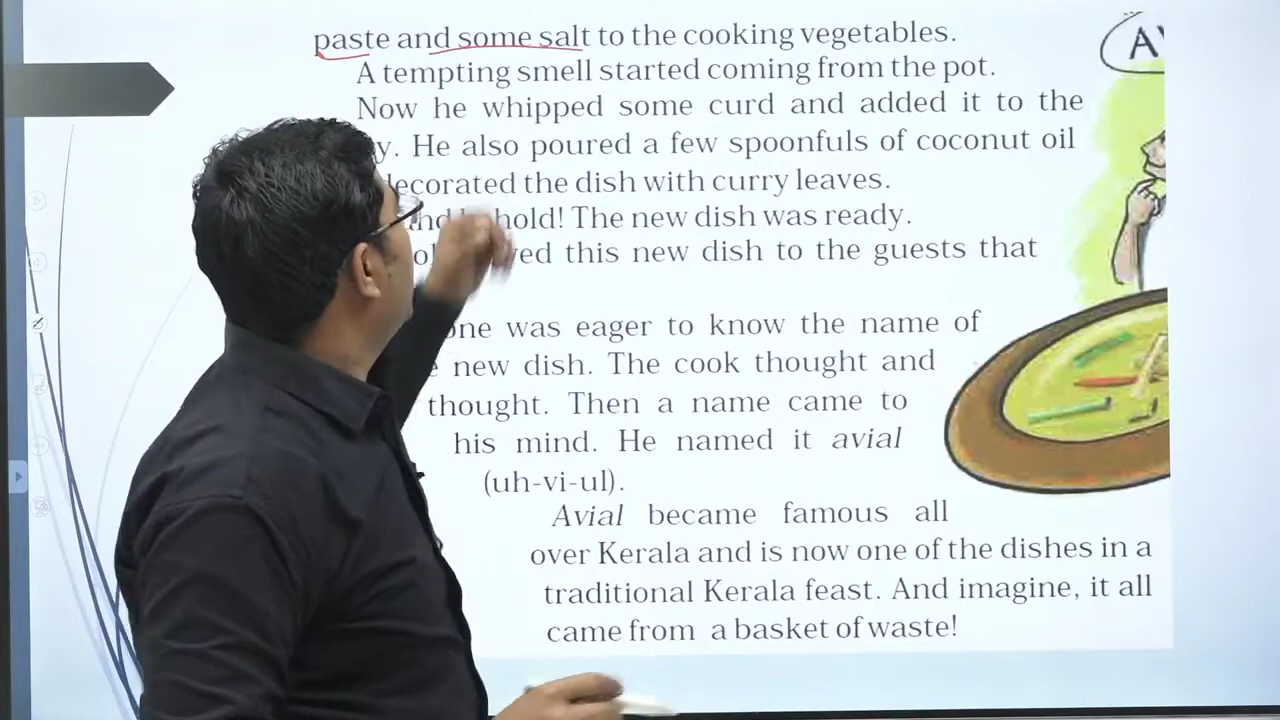 paste and some salt to the cooking vegetables.
A tempting smell started coming from the pot.
Now he whipped some curd and added it to the
y. He also poured a few spoonfuls of coconut oil
decorated the dish with curry leaves.
hold! The new dish was ready.
this new dish to the guests that
one was eager to know the name of
new dish. The cook thought and
thought. Then a name came to
his mind. He named it avial
(uh-vi-ul).
Avial became famous all
over Kerala and is now one of the dishes in a
traditional Kerala feast. And imagine, it all
came from a basket of waste!